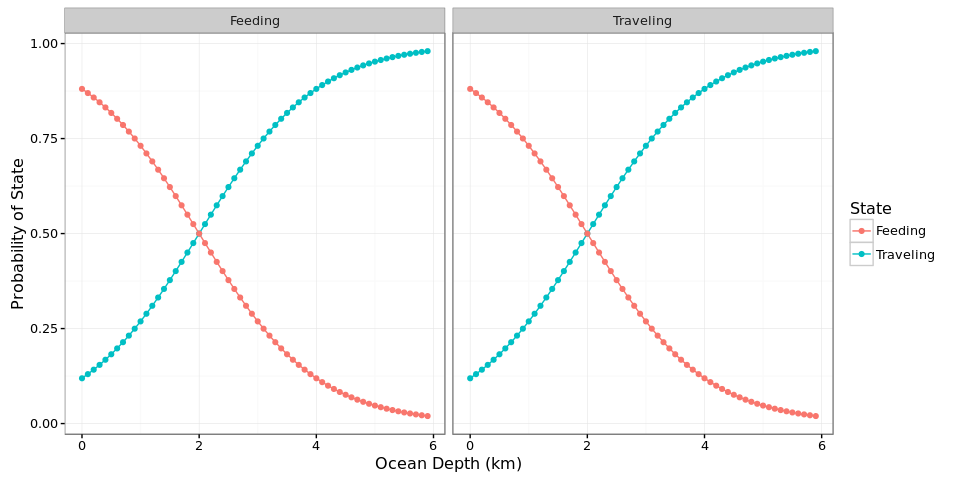 Feeding
Traveling
1.00
0.75
0.50
0.25
0.00
Probability of State
0 2 4 6
0 2 4 6
Ocean Depth (km)
State
Feeding
Traveling